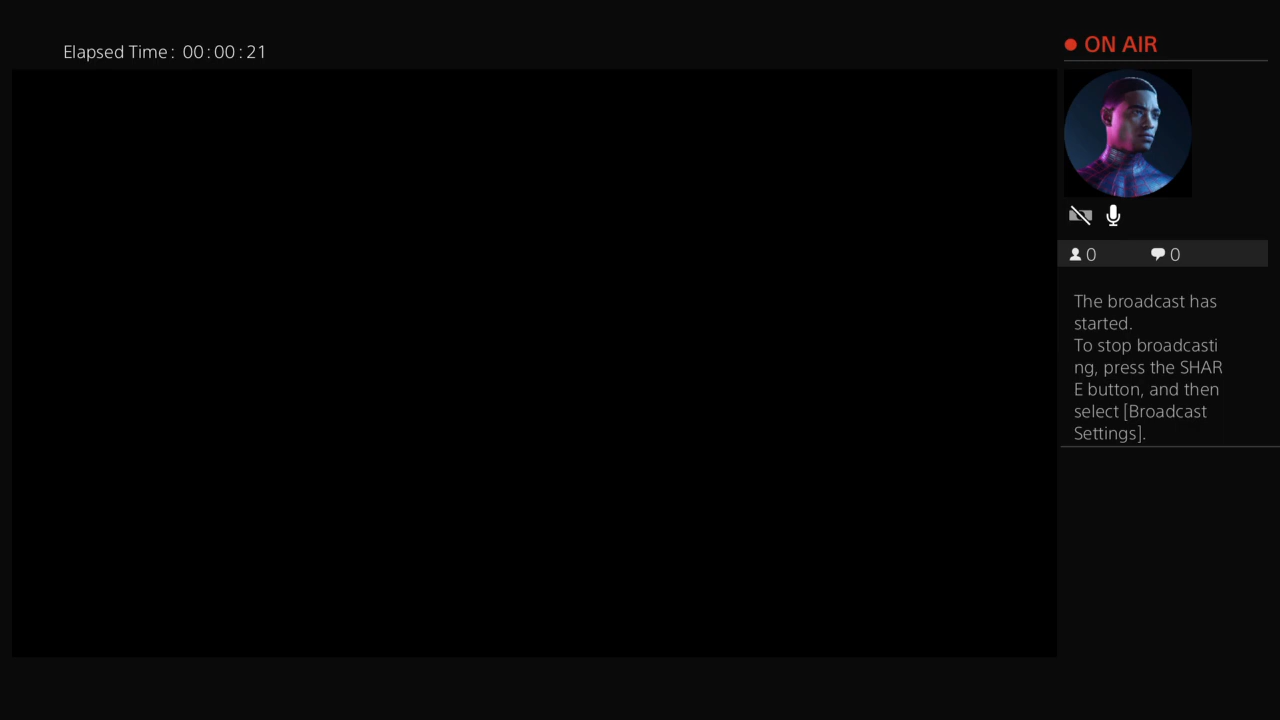 Elapsed Time: 00:00:21
ON AIR
0 0
The broadcast has
started.
To stop broadcasti
ng, press the SHAR
E button, and then
select [Broadcast
Settings].